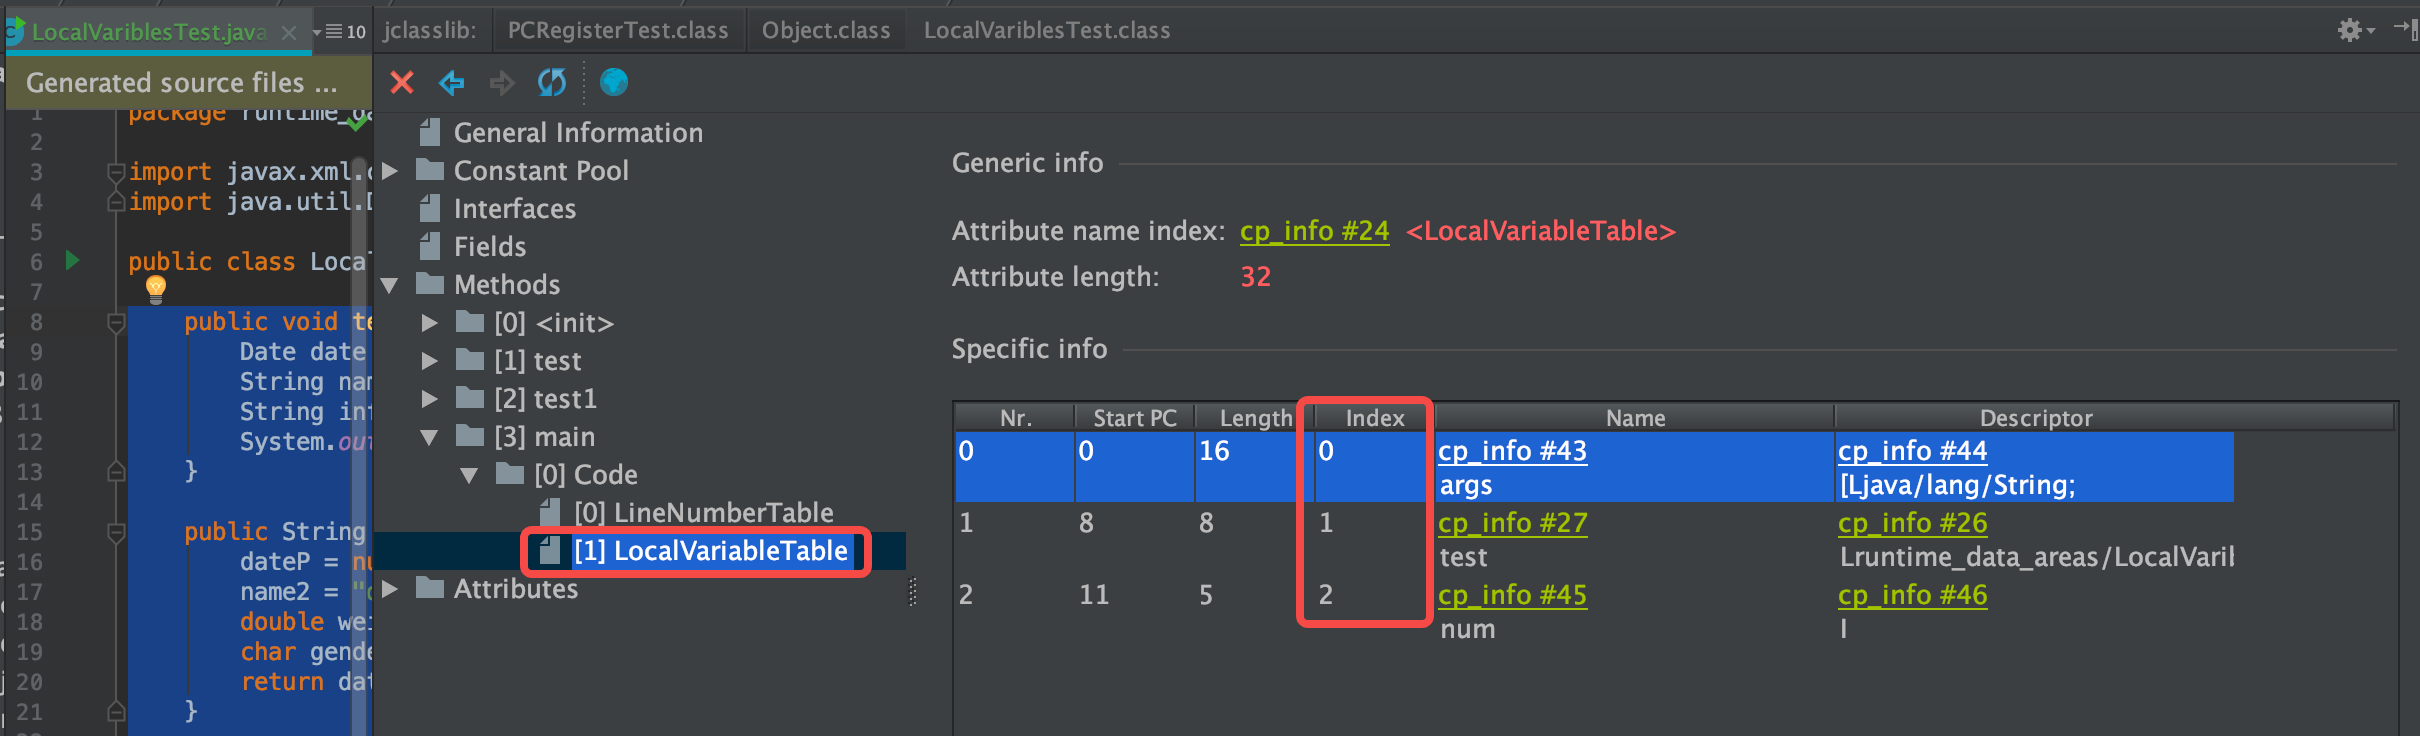 LocalVariblesTest.java
10
jclasslib:
PCRegisterTest.class
Object.class
LocalVariblesTest.class
Generated source files ...
1 package runtime_da
2
3 import javax.xml.
4 import java.util.
5
6 public class Local
7
8 public void te
9 Date date
10 String nam
11 String inf
12 System.out
13 }
14
15 public String
16 dateP = nu
17 name2 = "
18 double wei
19 char gende
20 return dat
21 }
General Information
Constant Pool
Interfaces
Fields
Methods
[0] <init>
[1] test
[2] test1
[3] main
[0] Code
[0] LineNumberTable
[1] LocalVariableTable
Attributes
Generic info
Attribute name index: cp_info #24 <LocalVariableTable>
Attribute length: 32
Specific info
Nr. Start PC Length Index Name Descriptor
0 0 16 0 cp_info #43 cp_info #44
args [Ljava/lang/String;
1 8 8 1 cp_info #27 cp_info #26
test Lruntime_data_areas/LocalVarib
2 11 5 2 cp_info #45 cp_info #46
num I